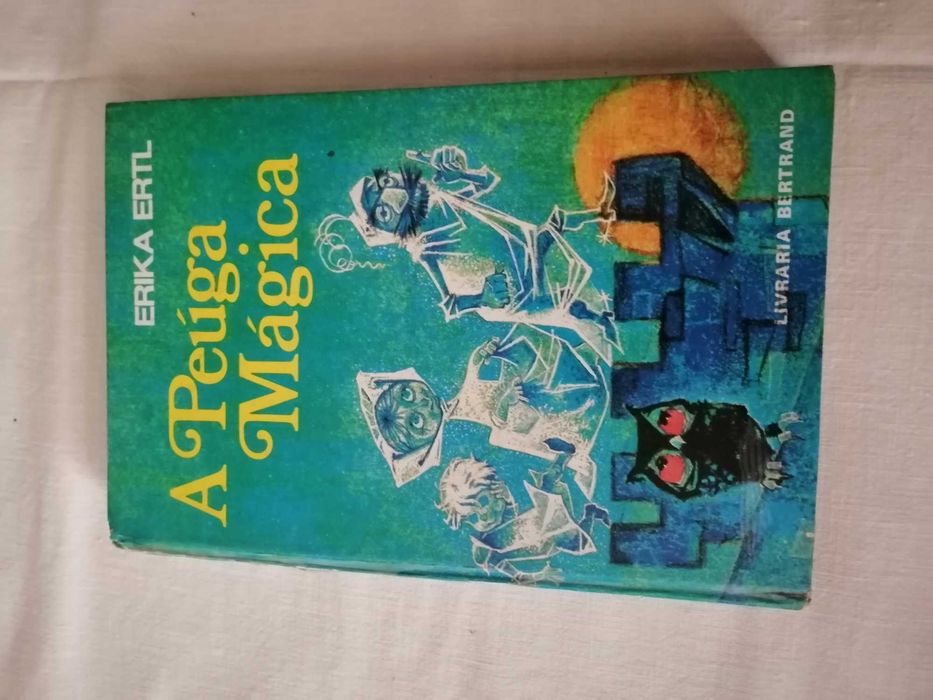 ERIKA ERTL
A Peúga
Mágica
LIVRARIA BERTRAND